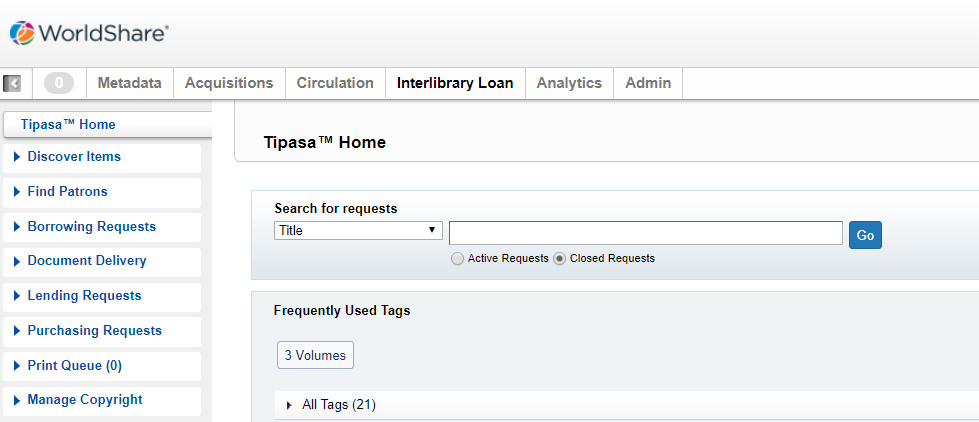 WorldShare®
0 Metadata Acquisitions Circulation Interlibrary Loan Analytics Admin
Tipasa™ Home
Discover Items
Find Patrons
Borrowing Requests
Document Delivery
Lending Requests
Purchasing Requests
Print Queue (0)
Manage Copyright
Tipasa™ Home
Search for requests
Title Go
Active Requests Closed Requests
Frequently Used Tags
3 Volumes
All Tags (21)